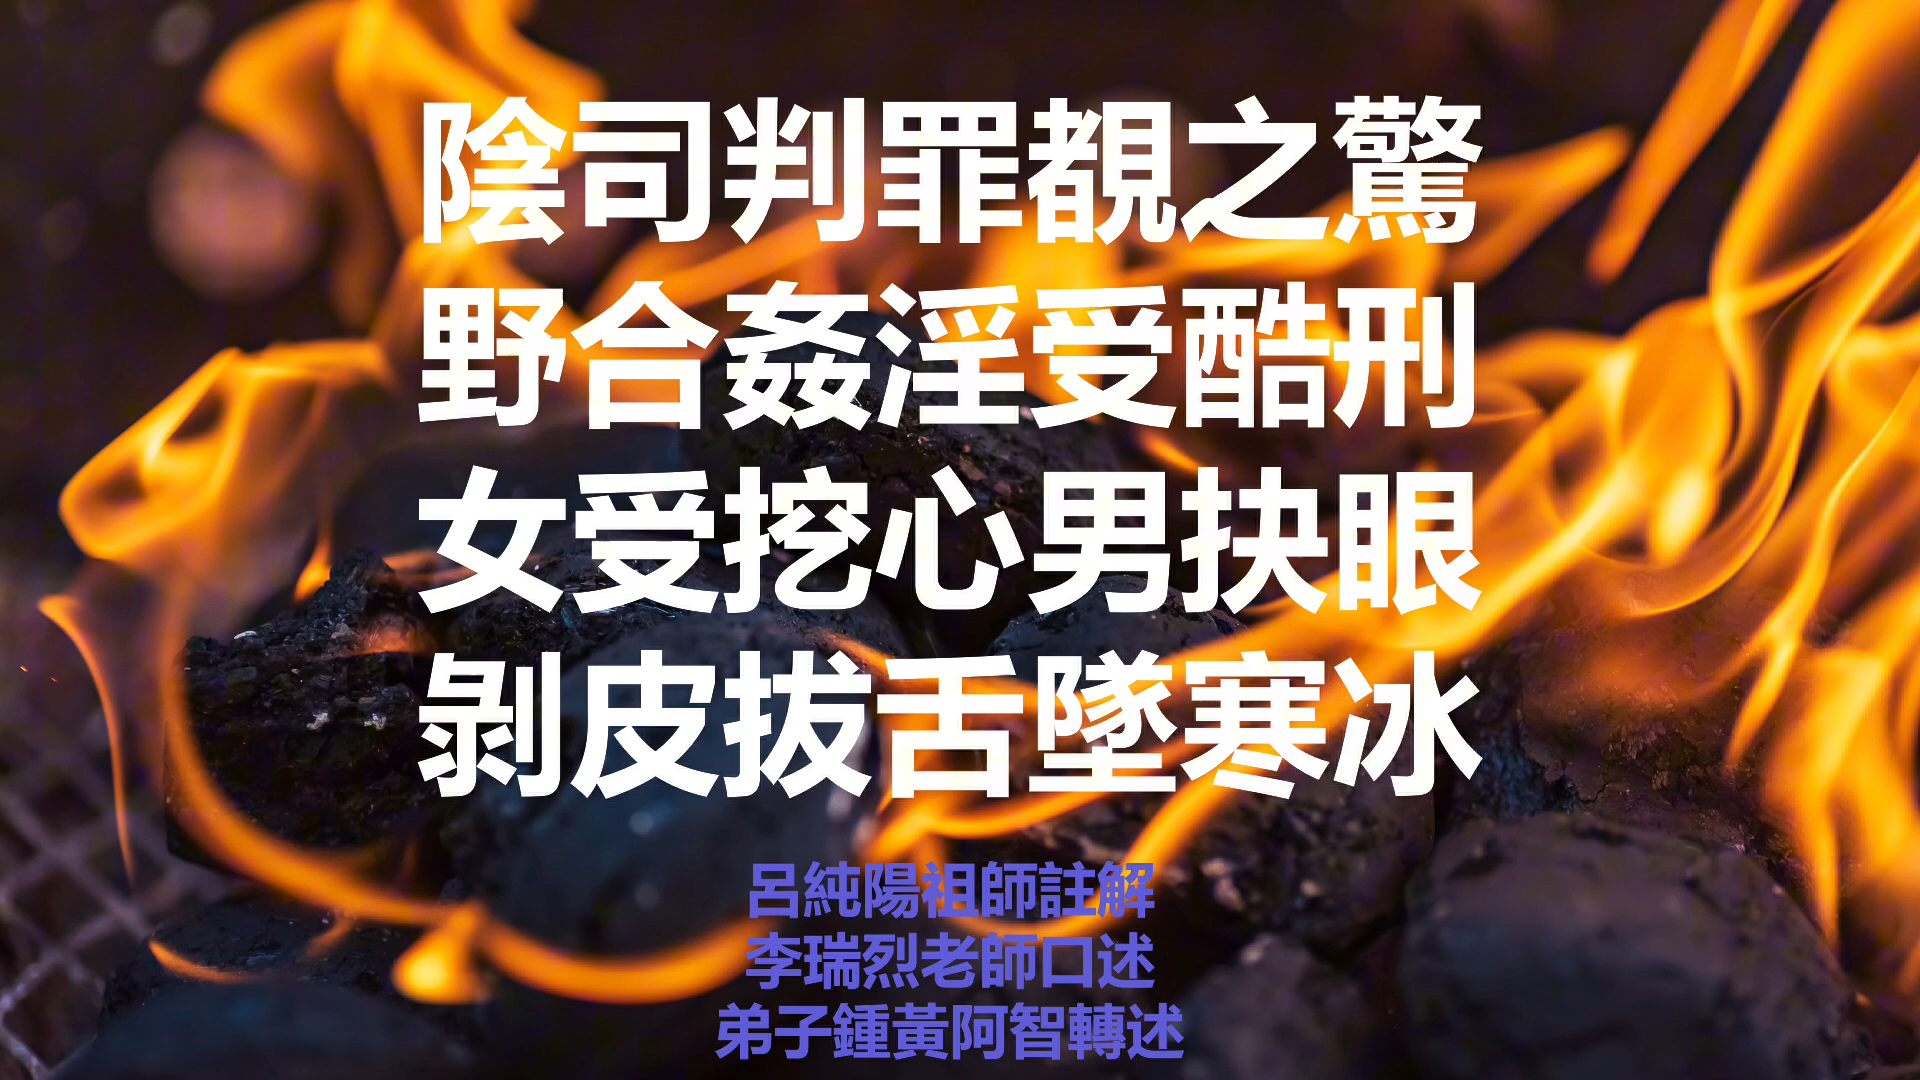 陰司判罪覩之驚
野合姦淫受酷刑
女受挖心男抉眼
剝皮拔舌墜寒冰
呂純陽祖師註解
李瑞烈老師口述
弟子鍾黃阿智轉述